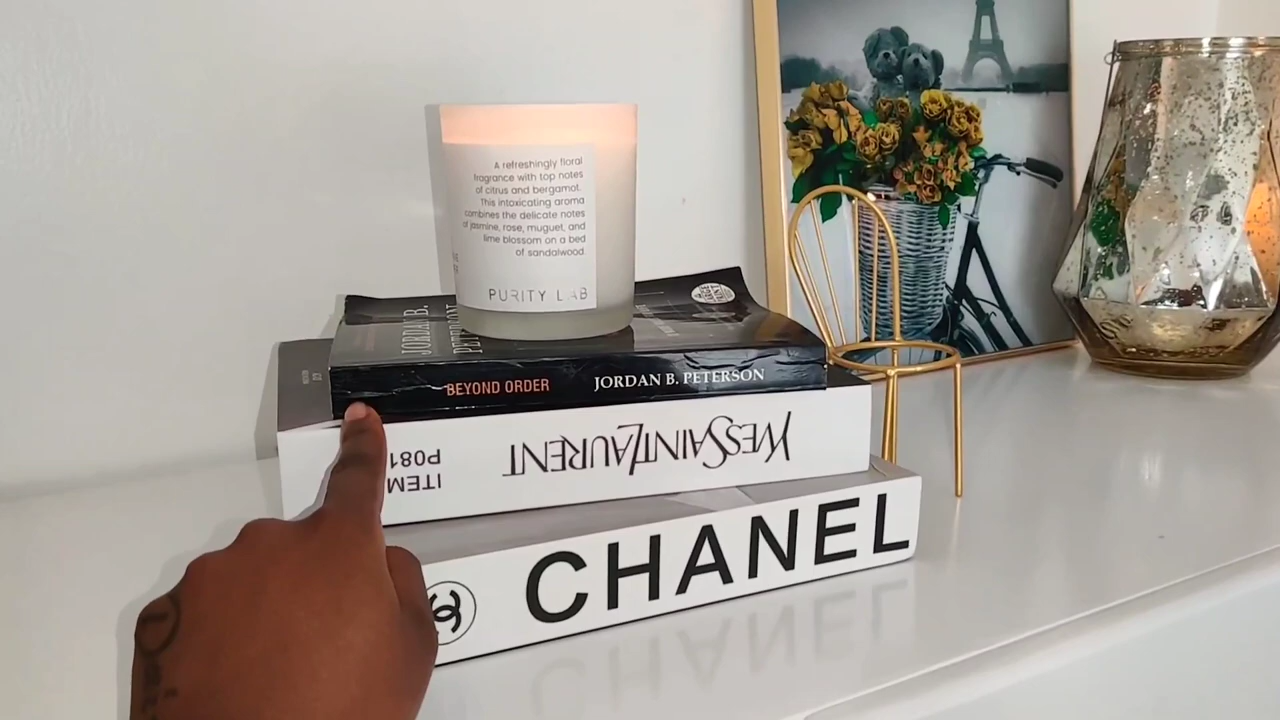 A refreshingly floral
fragrance with top notes
of citrus and bergamot.
This intoxicating aroma
combines the delicate notes
of jasmine, rose, muguet, and
lime blossom on a bed
of sandalwood.
PURITY LAB
JORDAN B.
PETERSON
BEYOND ORDER
JORDAN B. PETERSON
YVESSAINTLAURENT
ITEM
P081
CHANEL